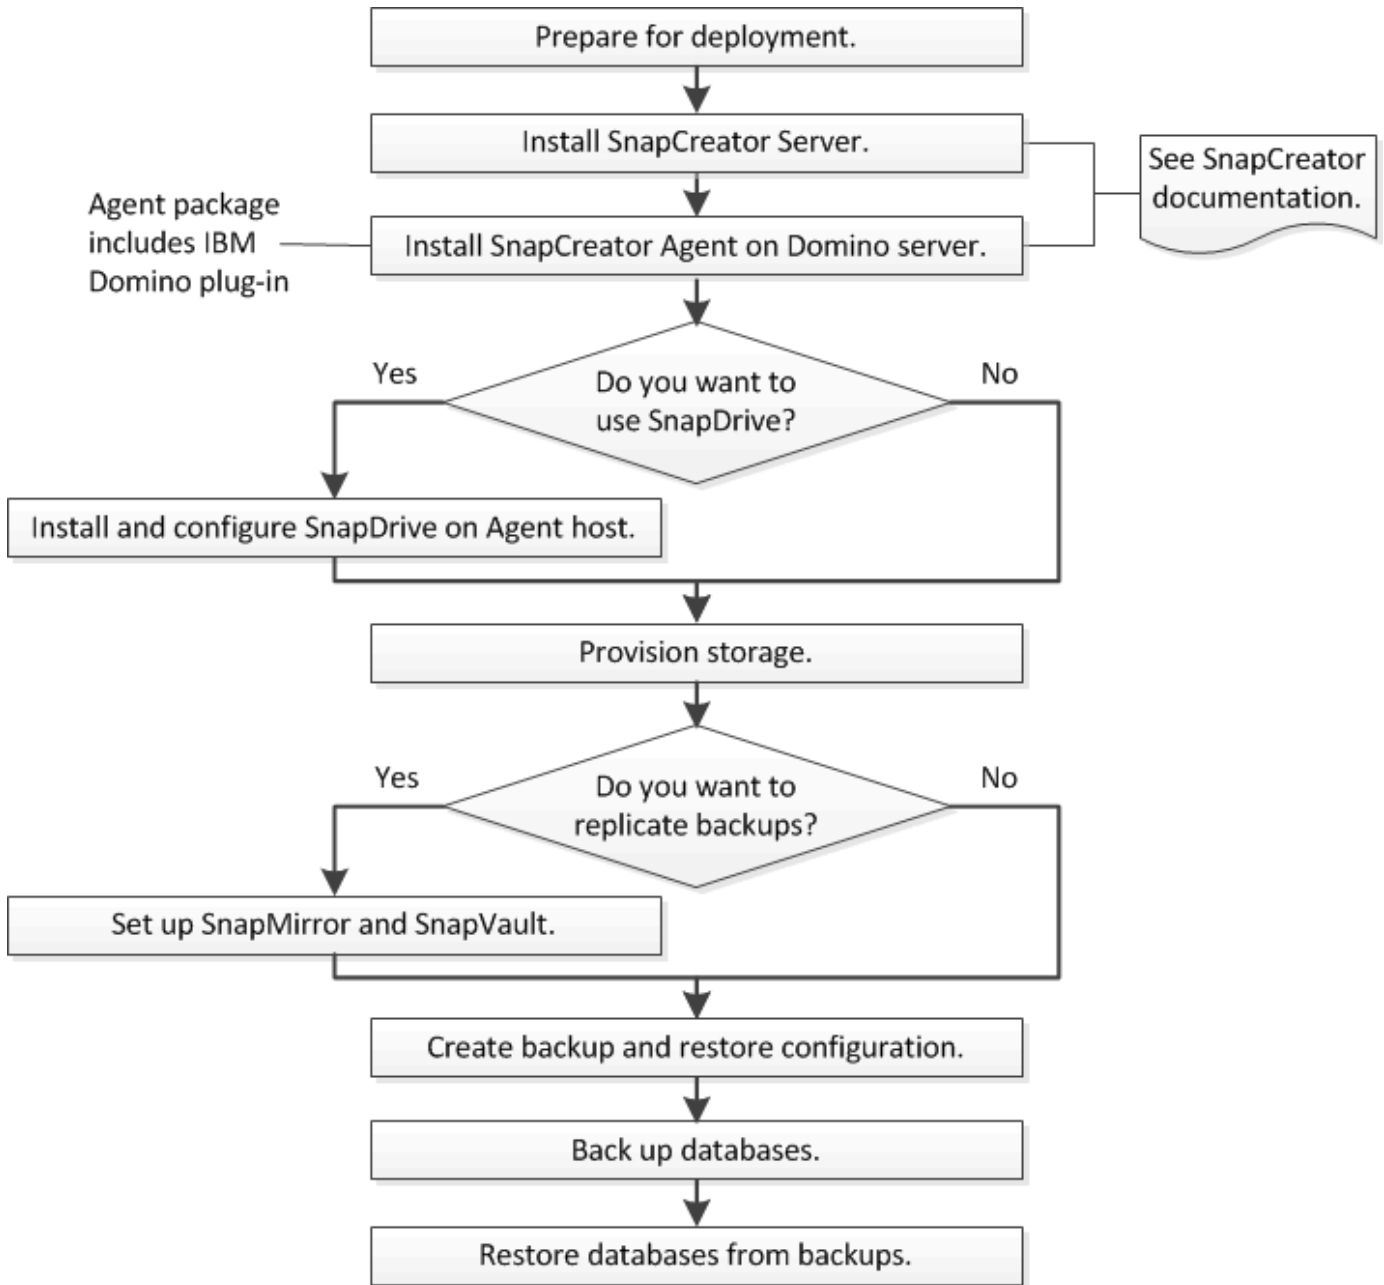 Prepare for deployment.
Install SnapCreator Server.
See SnapCreator
documentation.
Agent package
includes IBM
Domino plug-in
Install SnapCreator Agent on Domino server.
Yes
Do you want to
use SnapDrive?
No
Install and configure SnapDrive on Agent host.
Provision storage.
Yes
Do you want to
replicate backups?
No
Set up SnapMirror and SnapVault.
Create backup and restore configuration.
Back up databases.
Restore databases from backups.